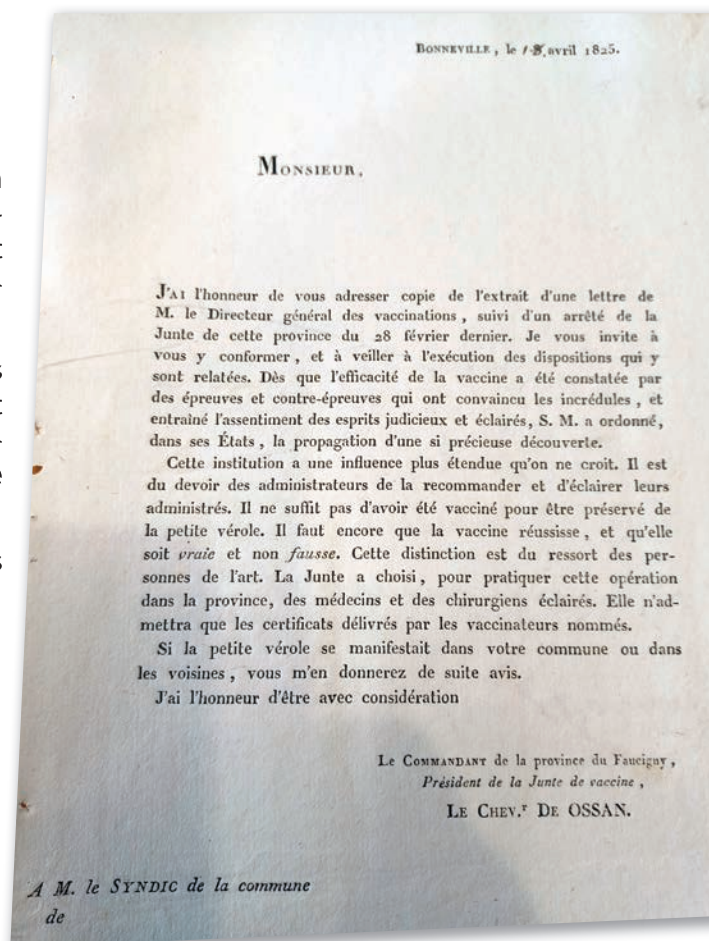 BONNEVILLE, le avril 1825.
MONSIEUR,
J'AI l'honneur de vous adresser copie de l'extrait d'une lettre de
M. le Directeur général des vaccinations, suivi d'un arrêté de la
Junte de cette province du 28 février dernier. Je vous invite à
vous y conformer, et à veiller à l'exécution des dispositions qui y
sont relatées. Dès que l'efficacité de la vaccine a été constatée par
des épreuves et contre-épreuves qui ont convaincu les incrédules, et
entraîné l'assentiment des esprits judicieux et éclairés, S. M. a ordonné,
dans ses États, la propagation d'une si précieuse découverte.
Cette institution a une influence plus étendue qu'on ne croit. Il est
du devoir des administrateurs de la recommander et d'éclairer leurs
administrés. Il ne suffit pas d'avoir été vacciné pour être préservé de
la petite vérole. Il faut encore que la vaccine réussisse, et qu'elle
soit vraie et non fausse. Cette distinction est du ressort des per-
sonnes de l'art. La Junte a choisi, pour pratiquer cette opération
dans la province, des médecins et des chirurgiens éclairés. Elle n'ad-
mettra que les certificats délivrés par les vaccinateurs nommés.
Si la petite vérole se manifestait dans votre commune ou dans
les voisines, vous m'en donnerez de suite avis.
J'ai l'honneur d'être avec considération
Le COMMANDANT de la province du Faucigny,
Président de la Junte de vaccine,
LE CHEV.r DE OSSAN.
A M. le SYNDIC de la commune
de